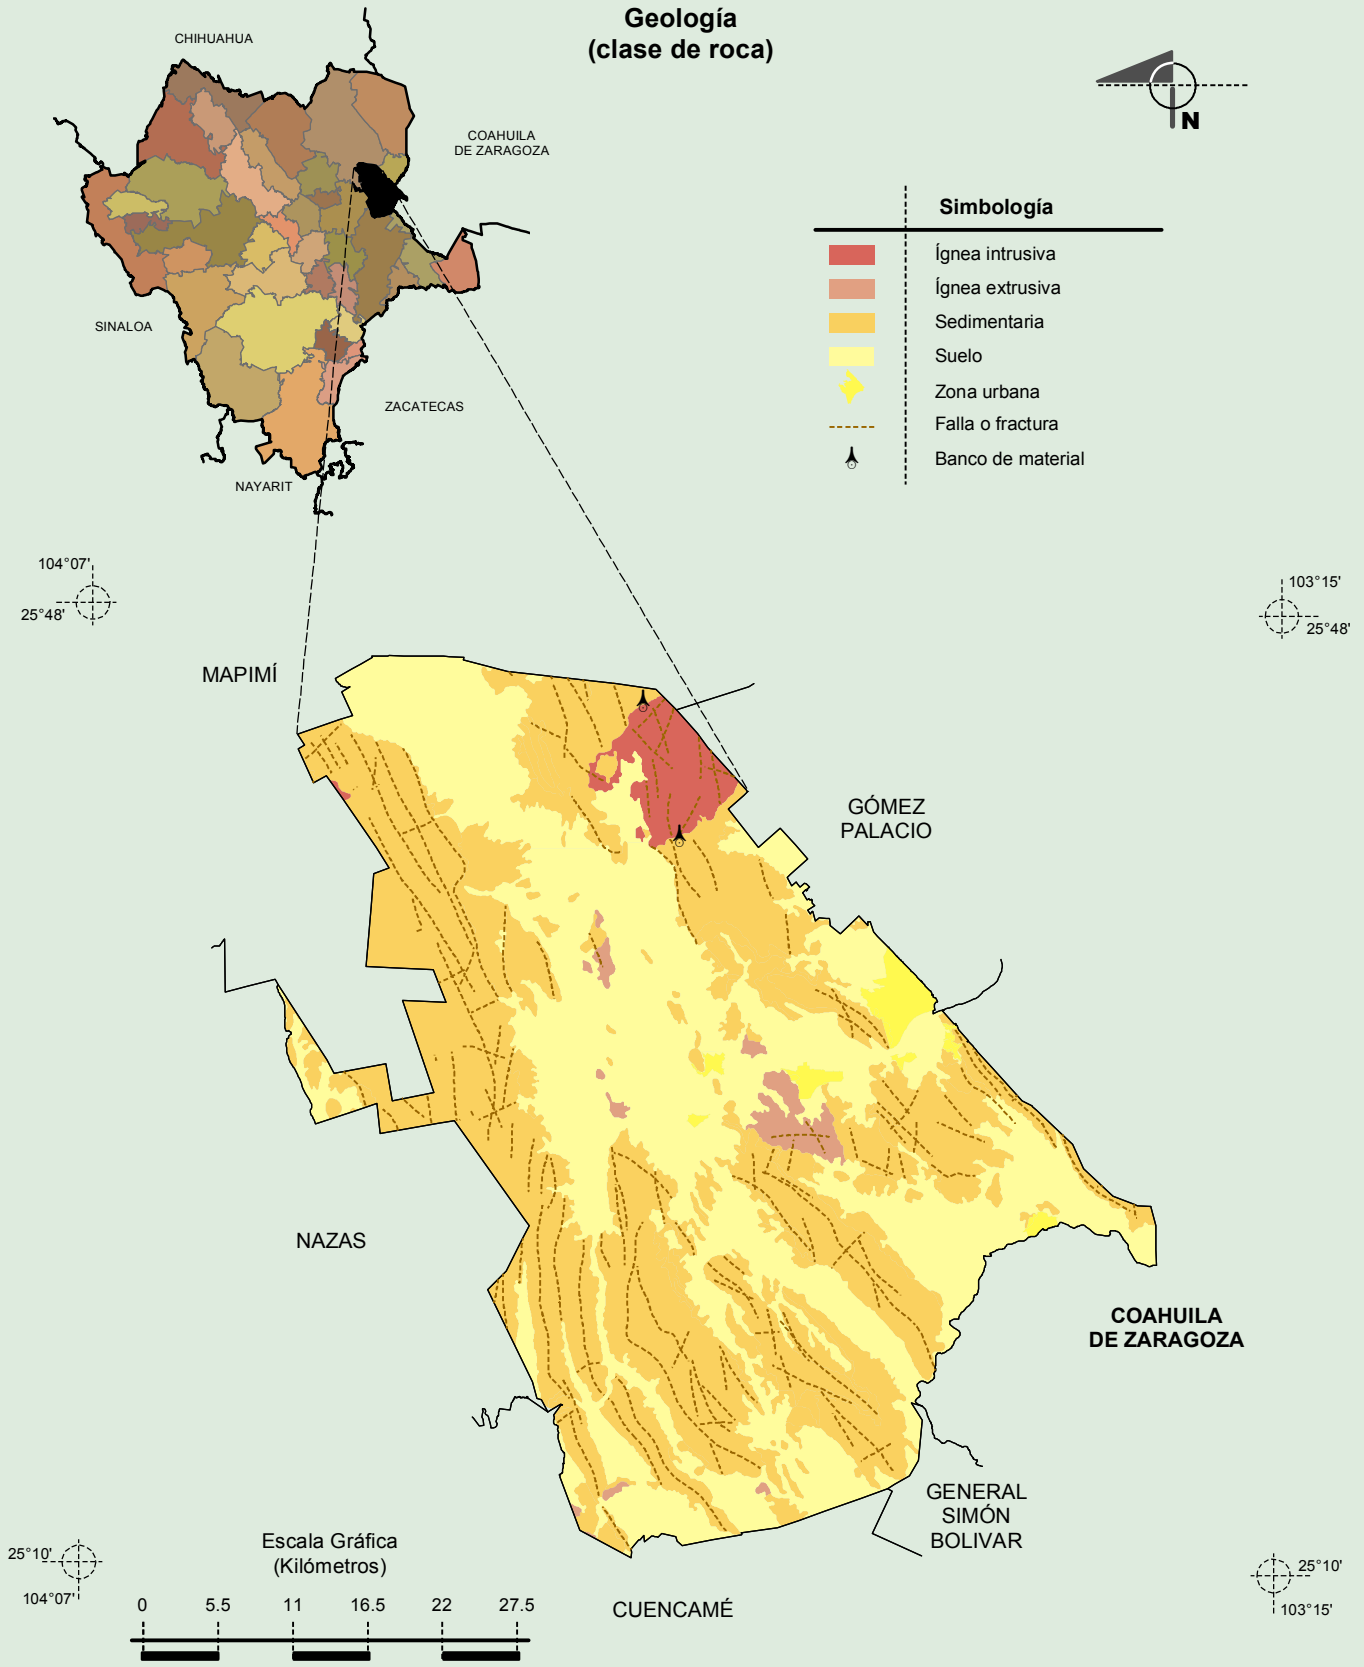 Geología
(clase de roca)
CHIHUAHUA
COAHUILA
DE ZARAGOZA
SINALOA
ZACATECAS
NAYARIT
N
Simbología
Ígnea intrusiva
Ígnea extrusiva
Sedimentaria
Suelo
Zona urbana
Falla o fractura
Banco de material
104°07'
25°48'
103°15'
25°48'
MAPIMÍ
GÓMEZ
PALACIO
NAZAS
COAHUILA
DE ZARAGOZA
GENERAL
SIMÓN
BOLIVAR
CUENCAMÉ
25°10'
104°07'
25°10'
103°15'
Escala Gráfica
(Kilómetros)
0 5.5 11 16.5 22 27.5